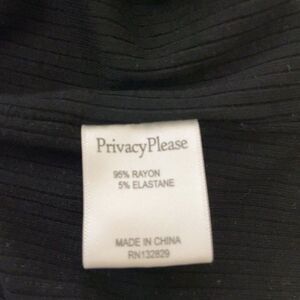 PrivacyPlease
95% RAYON
5% ELASTANE
MADE IN CHINA
RN132829